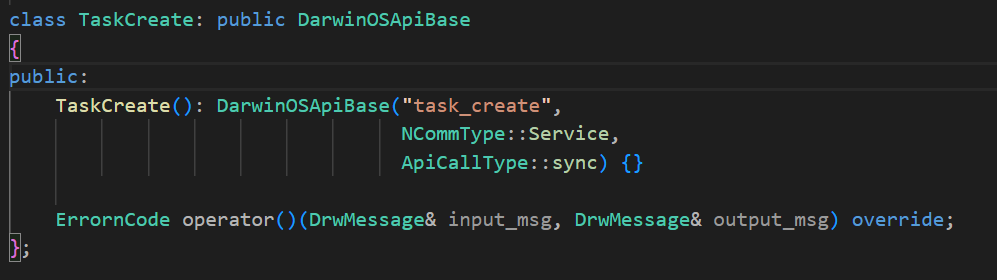 class TaskCreate: public DarwinOSApiBase
{
public:
    TaskCreate(): DarwinOSApiBase("task_create",
                                  NCommType::Service,
                                  ApiCallType::sync) {}
    ErrornCode operator()(DrwMessage& input_msg, DrwMessage& output_msg) override;
};